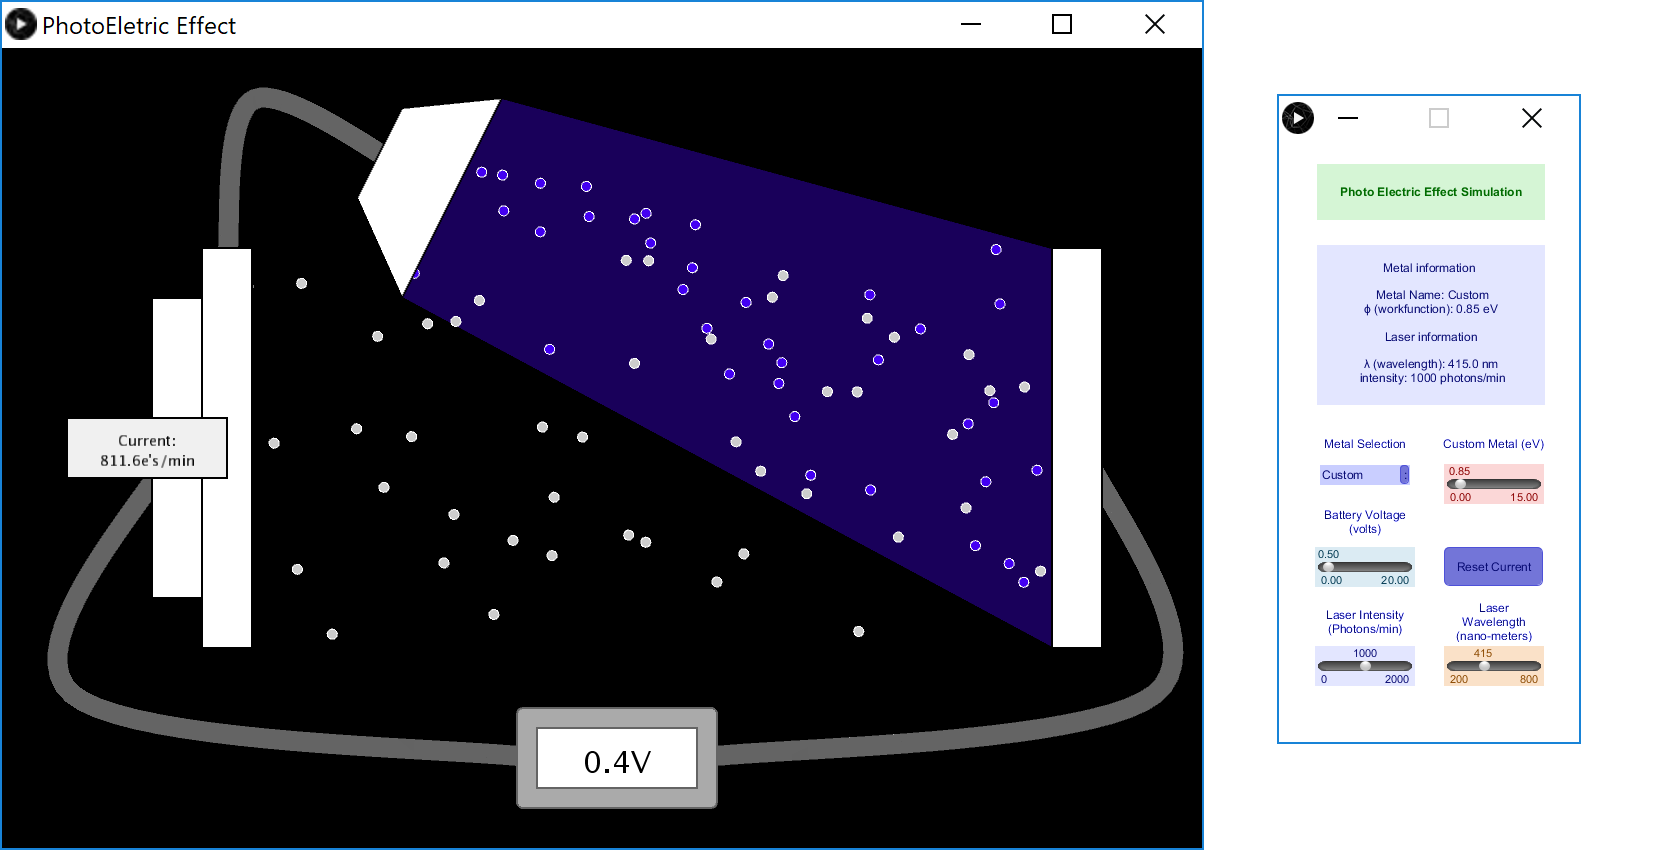 PhotoEletric Effect
Current:
811.6e's/min
0.4V
Photo Electric Effect Simulation
Metal information
Metal Name: Custom
ϕ (workfunction): 0.85 eV
Laser information
λ (wavelength): 415.0 nm
intensity: 1000 photons/min
Metal Selection
Custom Metal (eV)
Custom
:
0.85
0.00 15.00
Battery Voltage
(volts)
0.50
0.00 20.00
Reset Current
Laser Intensity
(Photons/min)
1000
0 2000
Laser
Wavelength
(nano-meters)
415
200 800